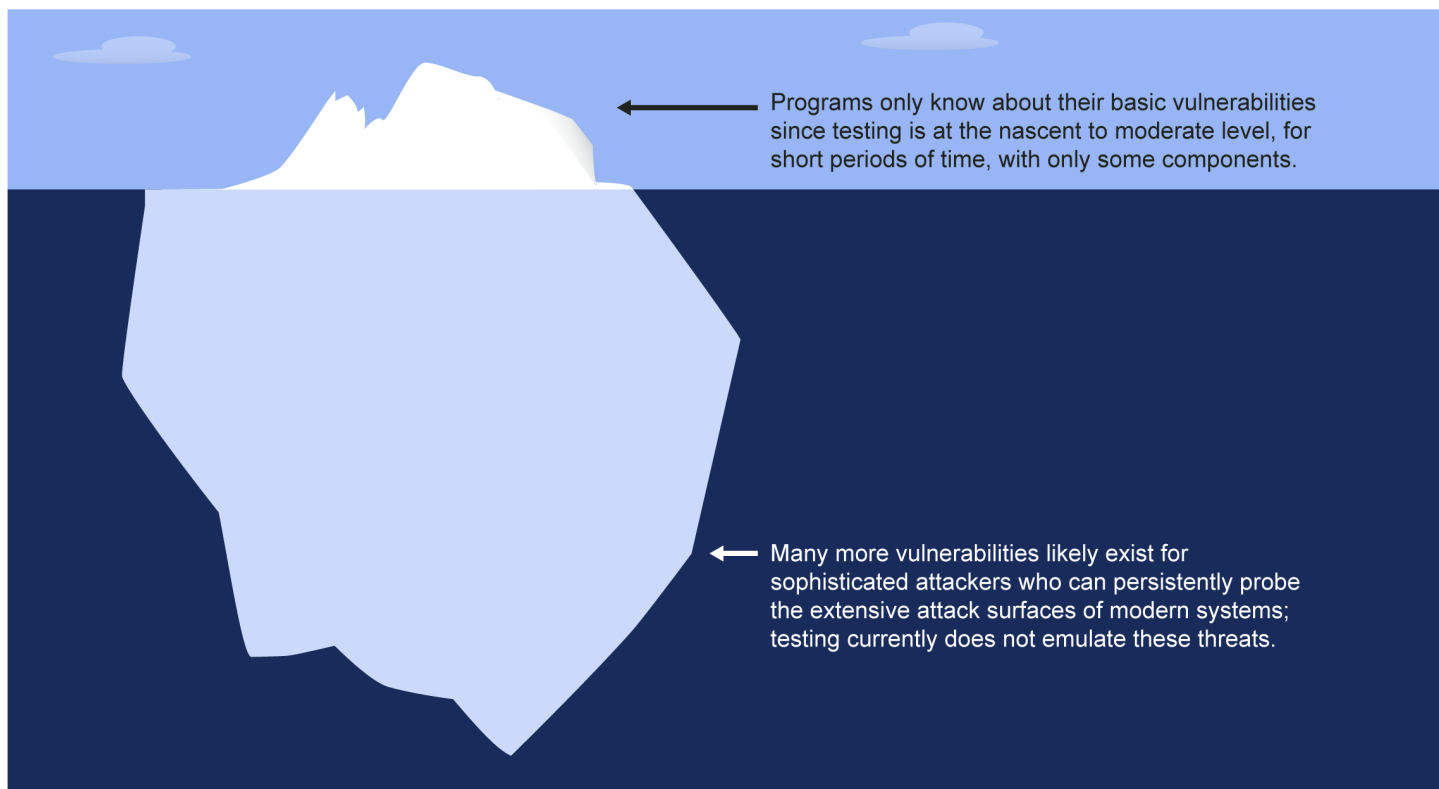 Programs only know about their basic vulnerabilities
since testing is at the nascent to moderate level, for
short periods of time, with only some components.
Many more vulnerabilities likely exist for
sophisticated attackers who can persistently probe
the extensive attack surfaces of modern systems;
testing currently does not emulate these threats.